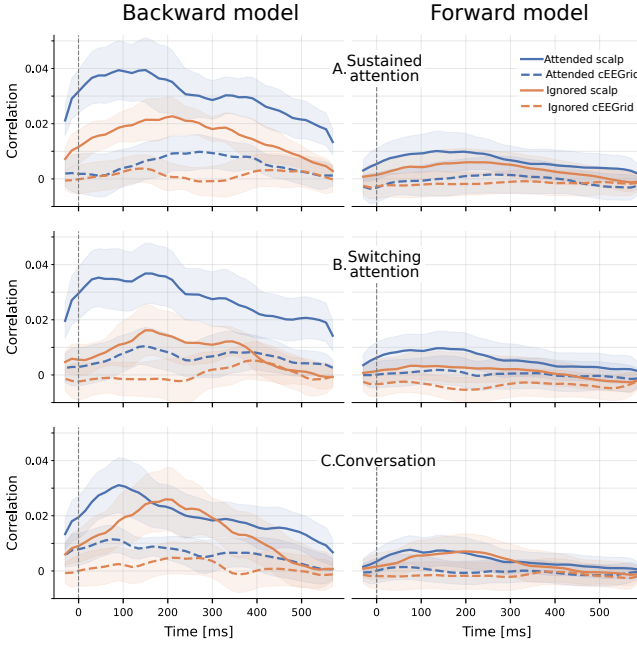 Backward model
Forward model
A. Sustained
attention
Attended scalp
Attended cEEGrid
Ignored scalp
Ignored cEEGrid
Correlation
0.04
0.02
0
B. Switching
attention
Correlation
0.04
0.02
0
C. Conversation
Correlation
0.04
0.02
0
0 100 200 300 400 500
0 100 200 300 400 500
Time [ms]
Time [ms]